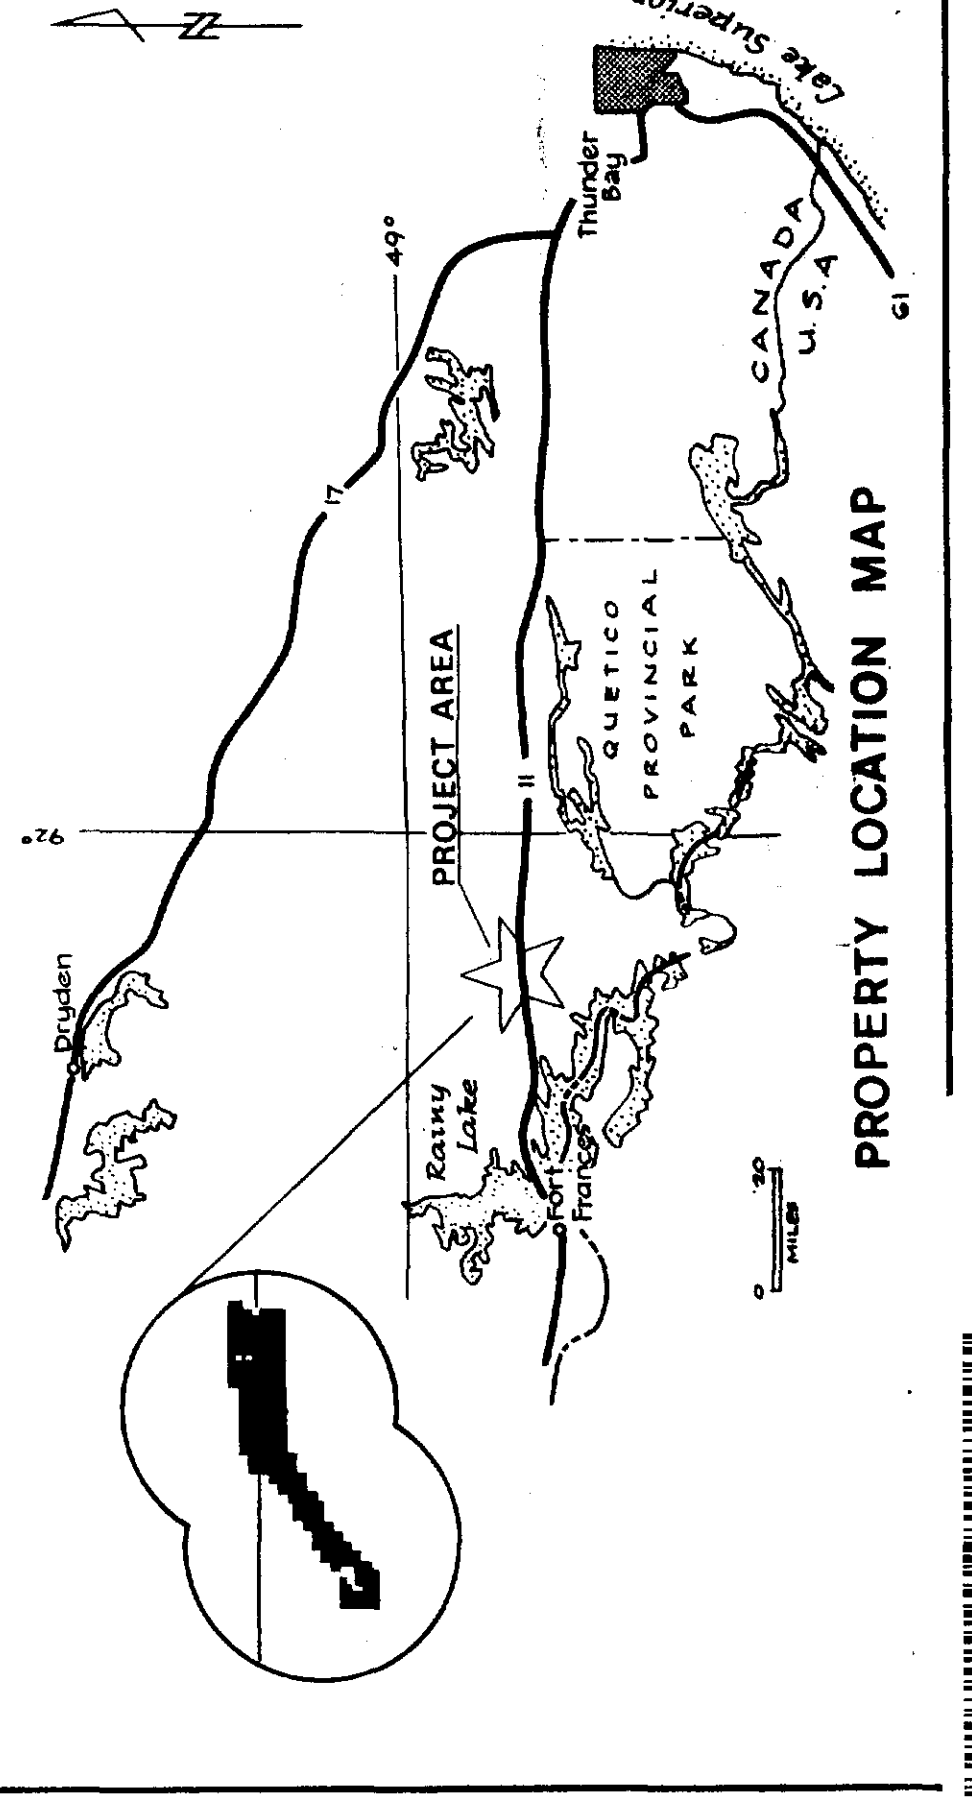 N
92°
Dryden
17
49°
Lake Superior
Thunder
Bay
PROJECT AREA
11
Rainy
Lake
Fort
Frances
QUETICO
PROVINCIAL
PARK
CANADA
U.S.A
61
0 20
MILES
PROPERTY LOCATION MAP